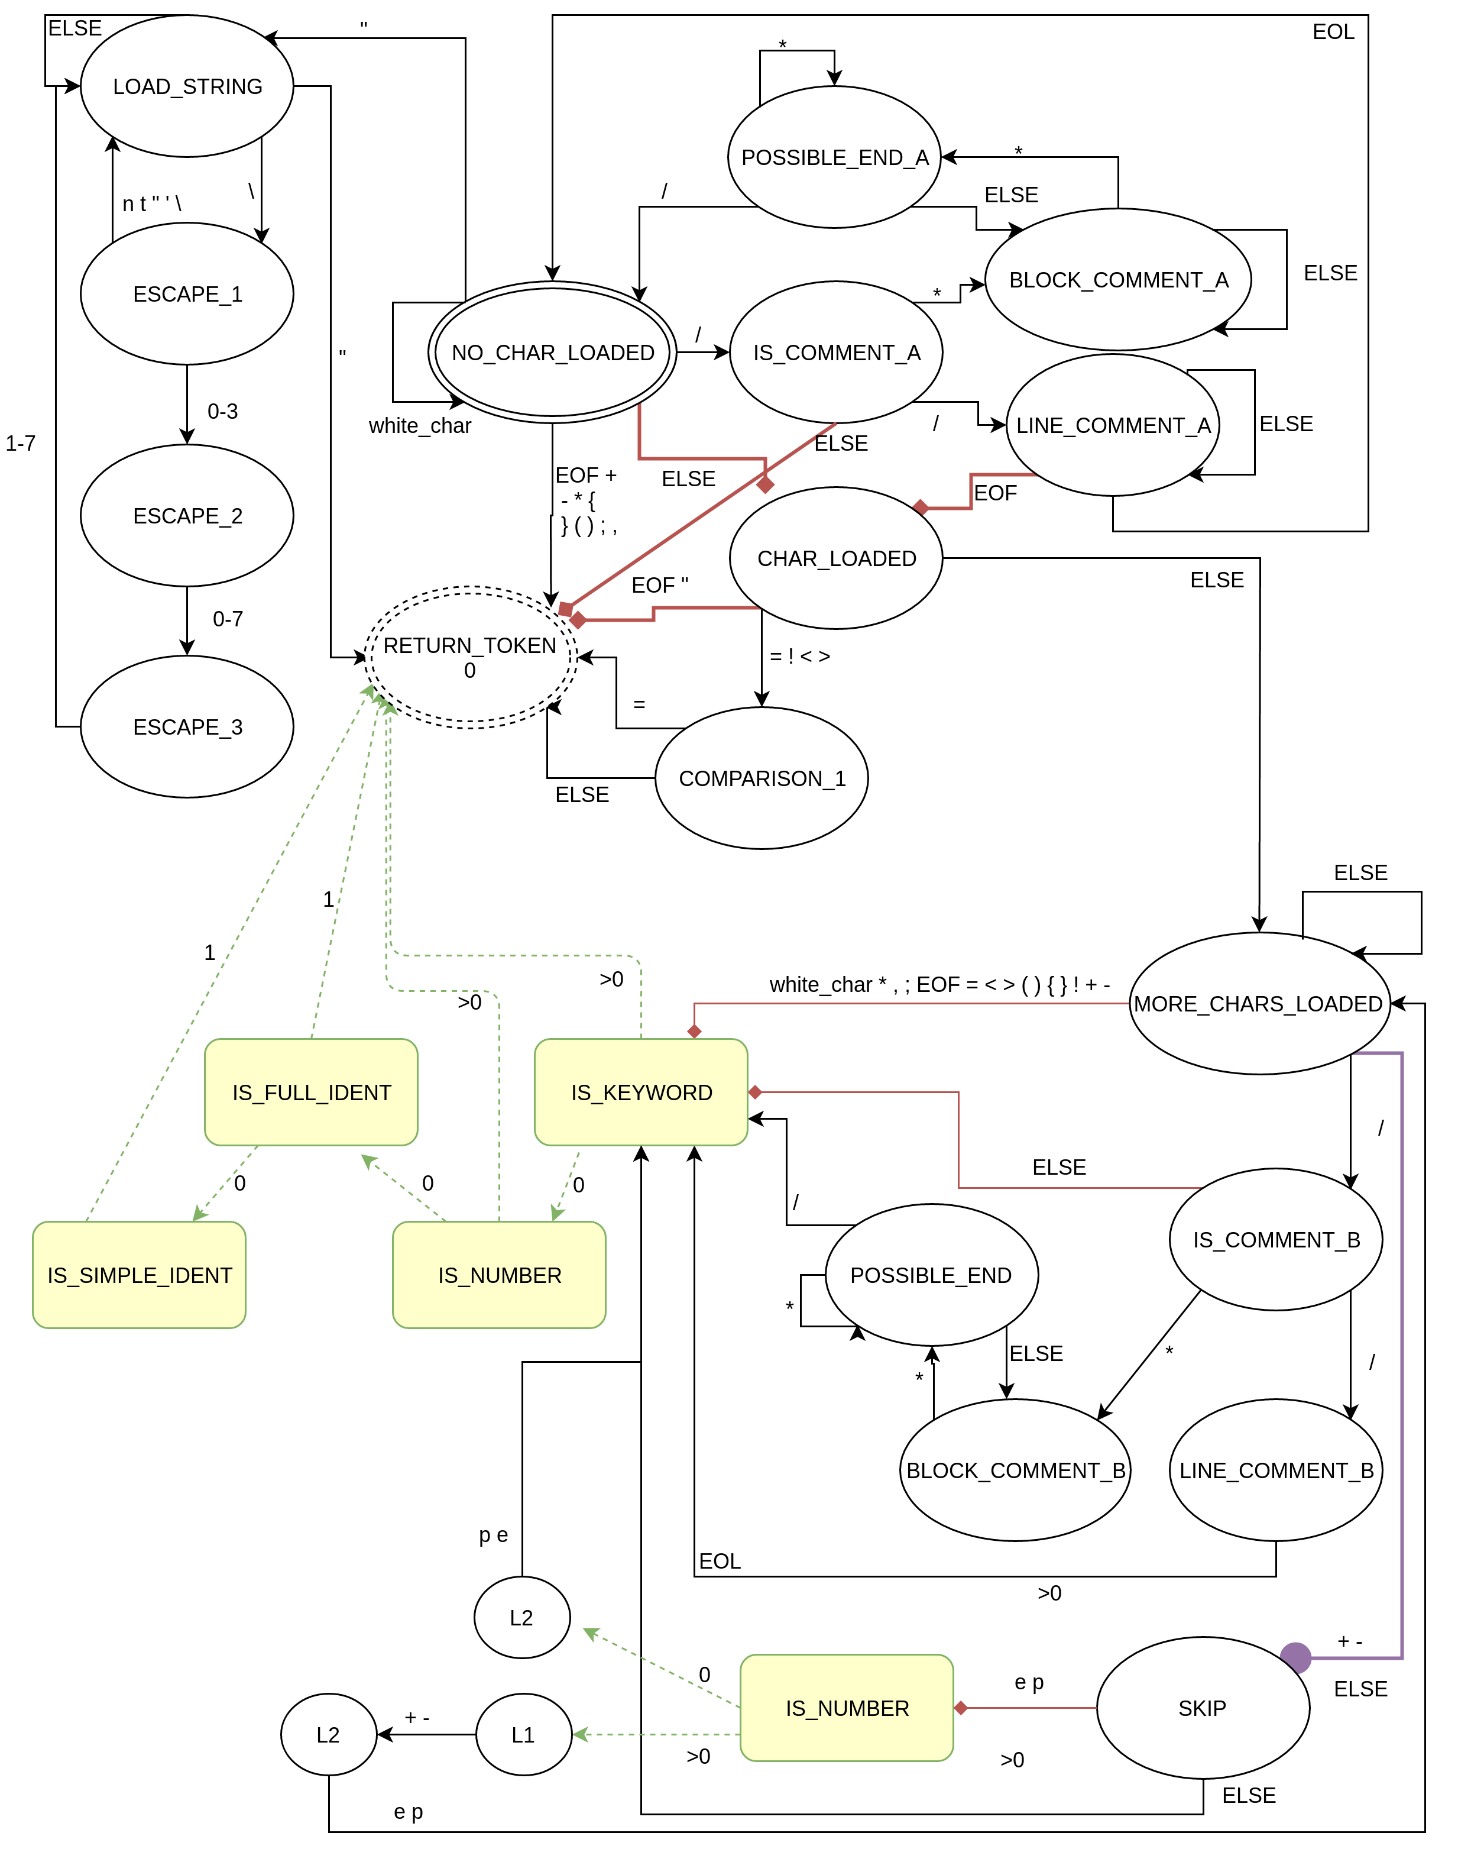 ELSE
"
EOL
*
LOAD_STRING
POSSIBLE_END_A
*
\
/
ELSE
n t " ' \
BLOCK_COMMENT_A
ELSE
ESCAPE_1
*
/
NO_CHAR_LOADED
IS_COMMENT_A
"
0-3
white_char
/
LINE_COMMENT_A
ELSE
1-7
ELSE
EOF +
- * {
} ( ) ; ,
ELSE
EOF
ESCAPE_2
CHAR_LOADED
ELSE
EOF "
0-7
RETURN_TOKEN
0
= ! < >
=
ESCAPE_3
COMPARISON_1
ELSE
ELSE
1
1
>0
white_char * , ; EOF = < > ( ) { } ! + -
>0
MORE_CHARS_LOADED
IS_FULL_IDENT
IS_KEYWORD
/
ELSE
0
0
0
/
IS_COMMENT_B
IS_SIMPLE_IDENT
IS_NUMBER
POSSIBLE_END
*
ELSE
*
/
*
BLOCK_COMMENT_B
LINE_COMMENT_B
p e
EOL
>0
L2
+ -
0
e p
ELSE
IS_NUMBER
SKIP
+ -
L2
L1
>0
>0
ELSE
e p